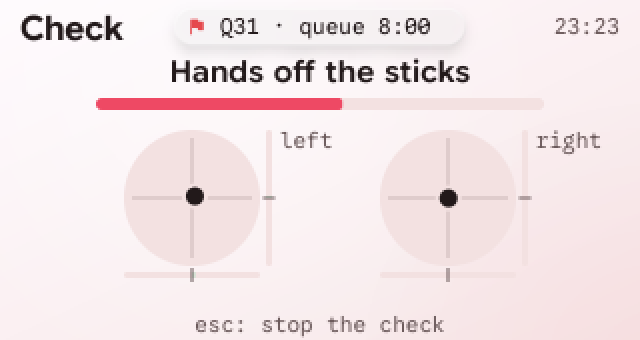 Check
Q31 · queue 8:00
23:23
Hands off the sticks
left
right
esc: stop the check